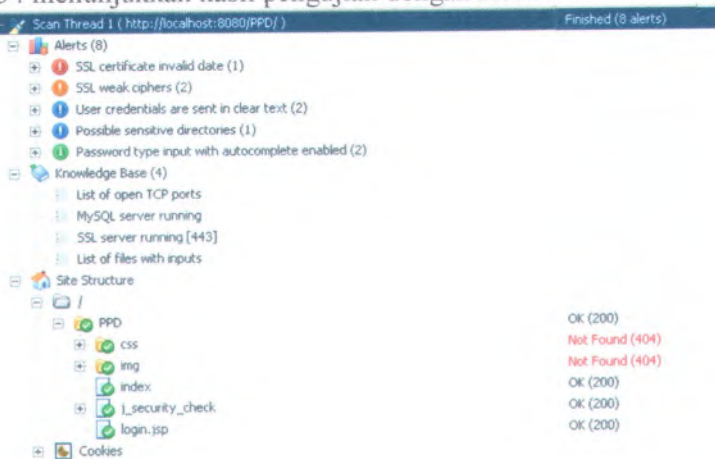 menunjukkan hasil pengujian dengan
Scan Thread 1 ( http://localhost:8080/PPD/ ) Finished (8 alerts)
Alerts (8)
SSL certificate invalid date (1)
SSL weak ciphers (2)
User credentials are sent in clear text (2)
Possible sensitive directories (1)
Password type input with autocomplete enabled (2)
Knowledge Base (4)
List of open TCP ports
MySQL server running
SSL server running [443]
List of files with inputs
Site Structure
/
PPD OK (200)
css Not Found (404)
img Not Found (404)
index OK (200)
j_security_check OK (200)
login.jsp OK (200)
Cookies